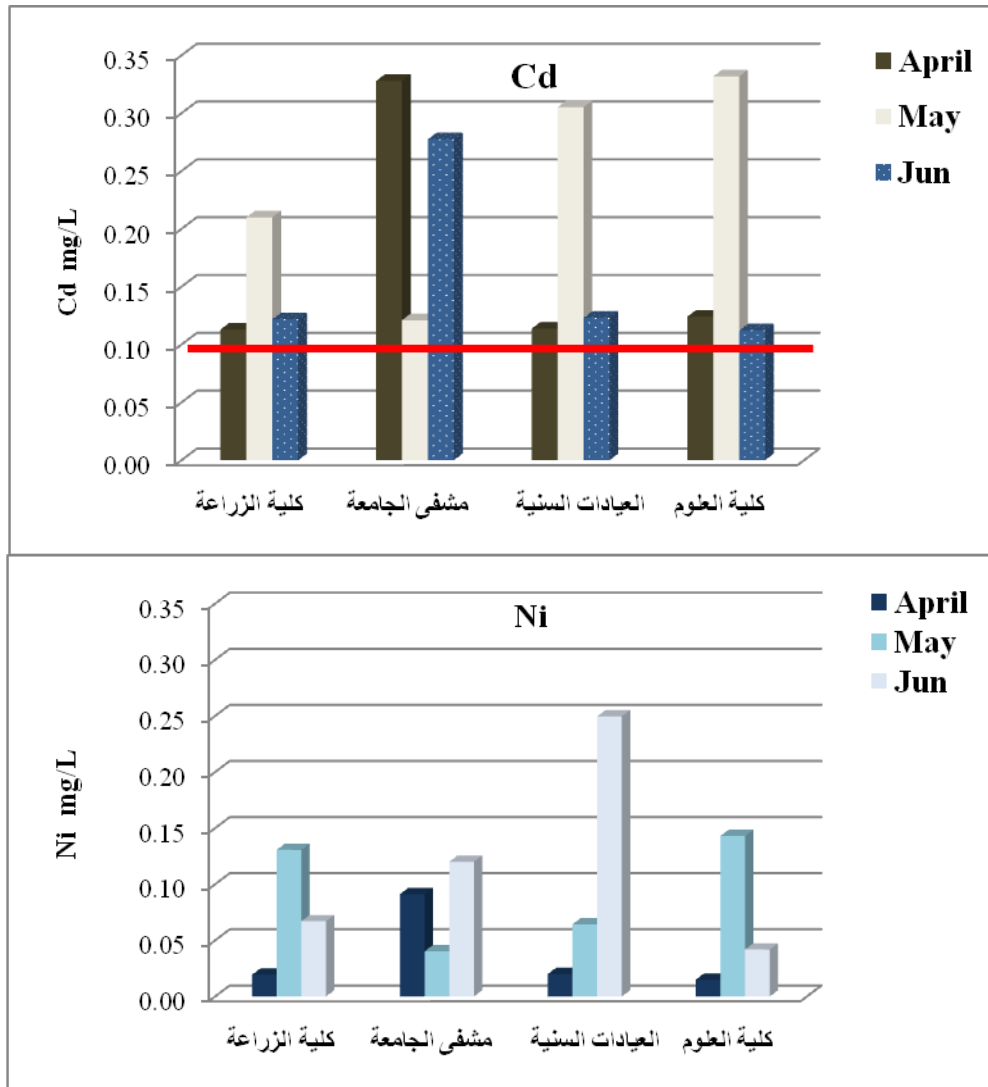 Cd
April
May
Jun
Cd mg/L
0.35
0.30
0.25
0.20
0.15
0.10
0.05
0.00
كلية الزراعة
مشفى الجامعة
العيادات السنية
كلية العلوم
Ni
April
May
Jun
Ni mg/L
0.35
0.30
0.25
0.20
0.15
0.10
0.05
0.00
كلية الزراعة
مشفى الجامعة
العيادات السنية
كلية العلوم